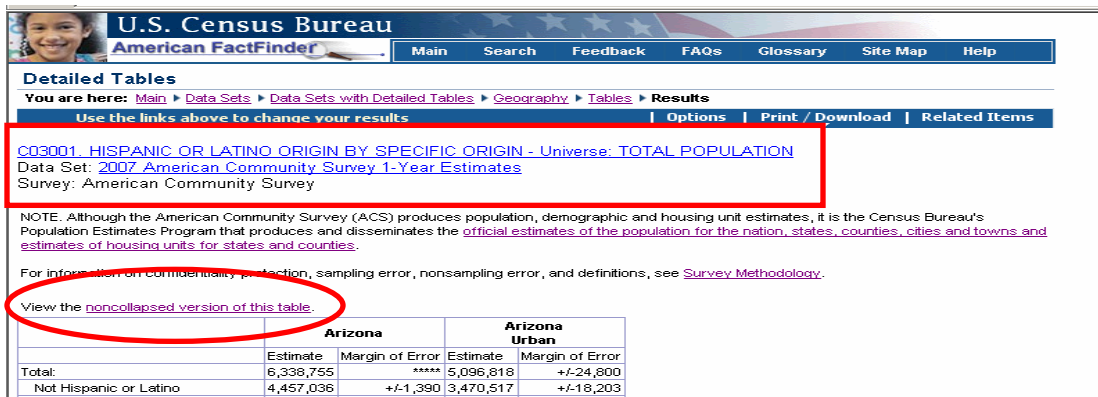 U.S. Census Bureau
American FactFinder
Main Search Feedback FAQs Glossary Site Map Help
Detailed Tables
You are here: Main ▶ Data Sets ▶ Data Sets with Detailed Tables ▶ Geography ▶ Tables ▶ Results
Use the links above to change your results | Options | Print / Download | Related Items
C03001. HISPANIC OR LATINO ORIGIN BY SPECIFIC ORIGIN - Universe: TOTAL POPULATION
Data Set: 2007 American Community Survey 1-Year Estimates
Survey: American Community Survey
NOTE. Although the American Community Survey (ACS) produces population, demographic and housing unit estimates, it is the Census Bureau's
Population Estimates Program that produces and disseminates the official estimates of the population for the nation, states, counties, cities and towns and
estimates of housing units for states and counties.
For information on confidentiality protection, sampling error, nonsampling error, and definitions, see Survey Methodology.
View the noncollapsed version of this table.
Arizona Arizona
Urban
Estimate Margin of Error Estimate Margin of Error
Total: 6,338,755 ***** 5,096,818 +/-24,800
Not Hispanic or Latino 4,457,036 +/-1,390 3,470,517 +/-18,203